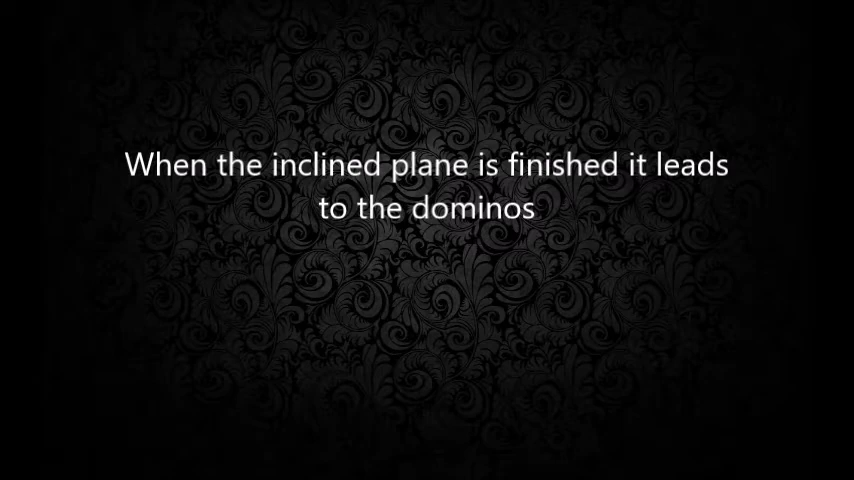 When the inclined plane is finished it leads
to the dominos